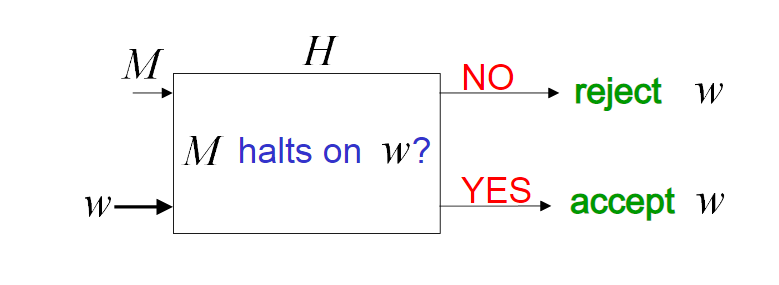 H
M
NO reject w
M halts on w?
w
YES accept w